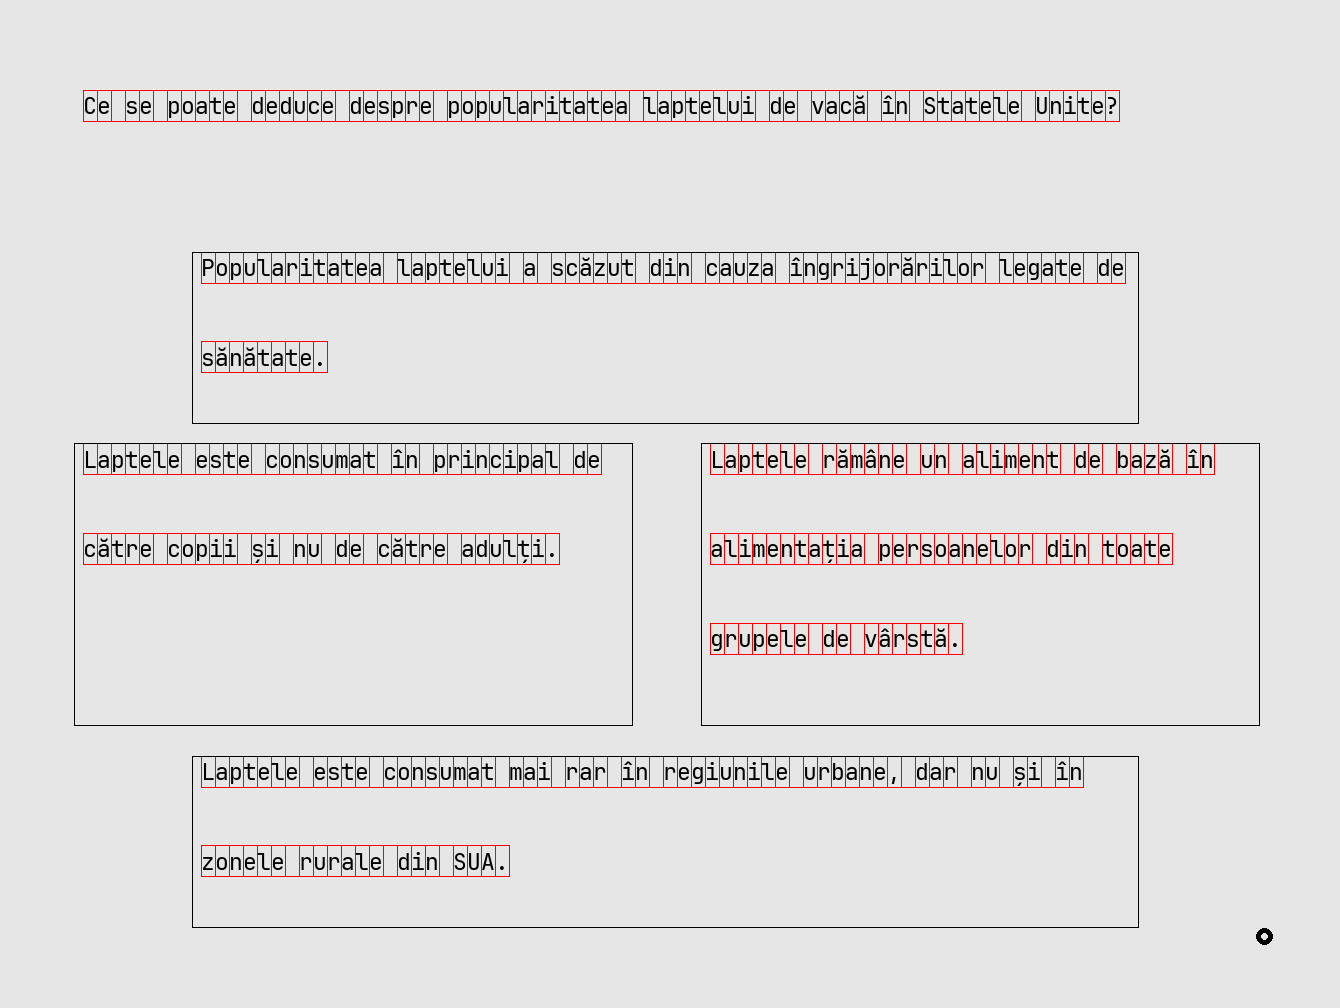 Ce se poate deduce despre popularitatea laptelui de vacă în Statele Unite?
Popularitatea laptelui a scăzut din cauza îngrijorărilor legate de
sănătate.
Laptele este consumat în principal de
către copii și nu de către adulți.
Laptele rămâne un aliment de bază în
alimentația persoanelor din toate
grupele de vârstă.
Laptele este consumat mai rar în regiunile urbane, dar nu și în
zonele rurale din SUA.